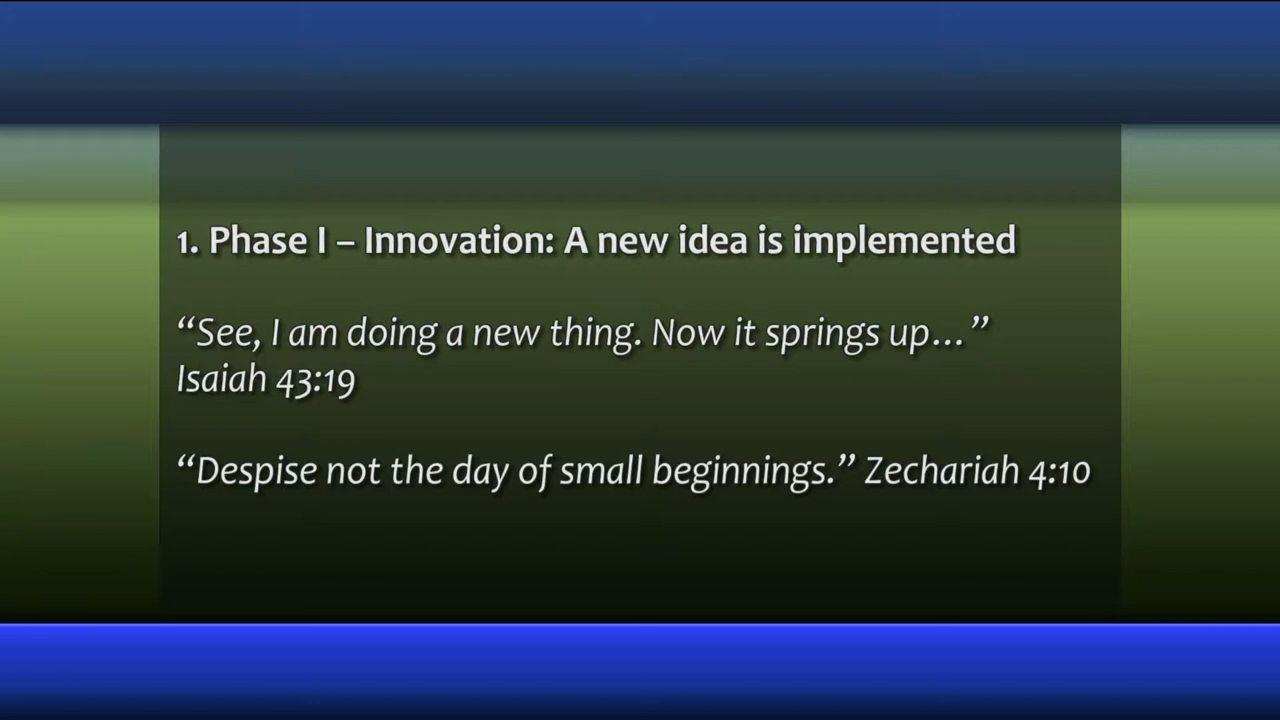 1. Phase I – Innovation: A new idea is implemented
“See, I am doing a new thing. Now it springs up…”
Isaiah 43:19
“Despise not the day of small beginnings.” Zechariah 4:10